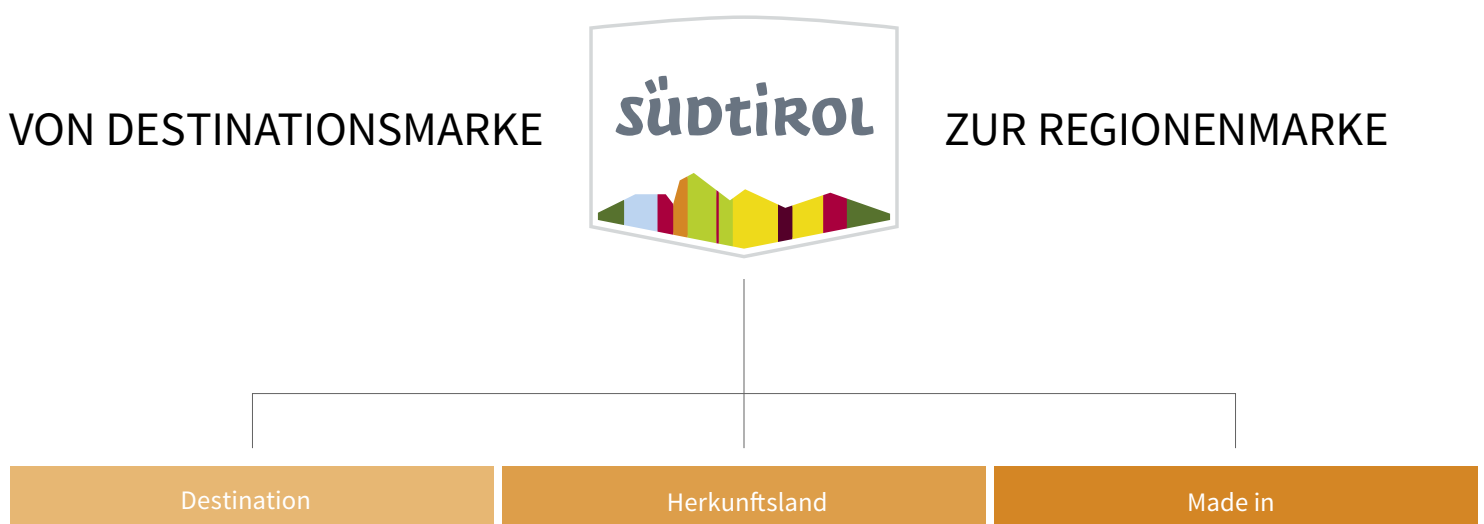 VON DESTINATIONSMARKE
SÜDTIROL
ZUR REGIONENMARKE
Destination
Herkunftsland
Made in